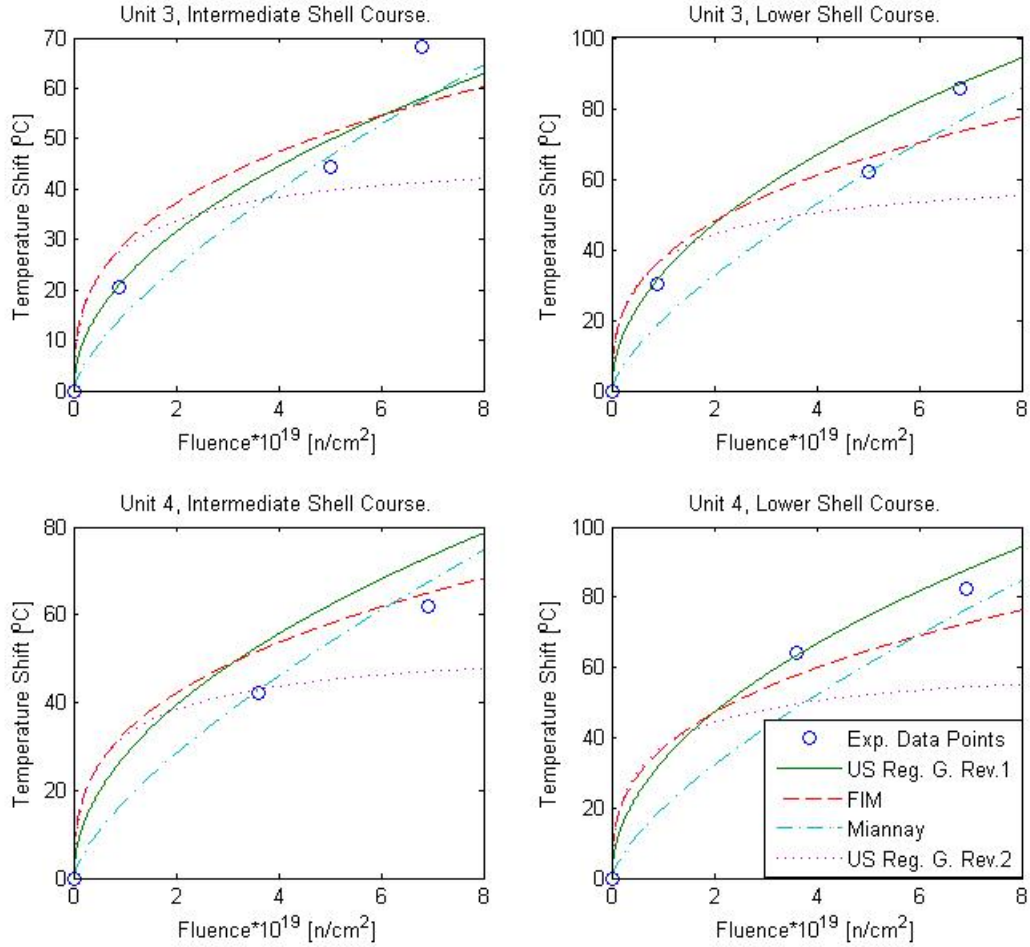 Unit 3, Intermediate Shell Course.
70
60
50
40
30
20
10
0
Temperature Shift [ºC]
0 2 4 6 8
Fluence*10^19 [n/cm^2]
Unit 3, Lower Shell Course.
100
80
60
40
20
0
Temperature Shift [ºC]
0 2 4 6 8
Fluence*10^19 [n/cm^2]
Unit 4, Intermediate Shell Course.
80
60
40
20
0
Temperature Shift [ºC]
0 2 4 6 8
Fluence*10^19 [n/cm^2]
Unit 4, Lower Shell Course.
100
80
60
40
20
0
Temperature Shift [ºC]
0 2 4 6 8
Fluence*10^19 [n/cm^2]
Exp. Data Points
US Reg. G. Rev.1
FIM
Miannay
US Reg. G. Rev.2